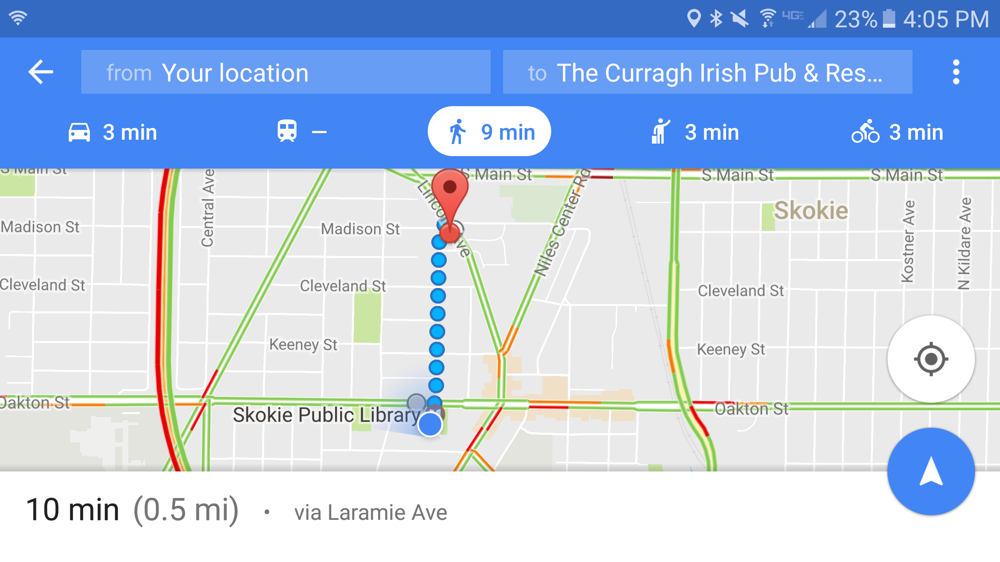 4G LTE 23% 4:05 PM
from Your location
to The Curragh Irish Pub & Res...
3 min
—
9 min
3 min
3 min
S Main St
S Main St
S Main St
S Main St
Central Ave
Lincoln Ave
Niles Center Rd
Skokie
Kostner Ave
N Kildare Ave
Madison St
Madison St
Cleveland St
Cleveland St
Cleveland St
Keeney St
Keeney St
Oakton St
Skokie Public Library
Oakton St
10 min (0.5 mi) · via Laramie Ave